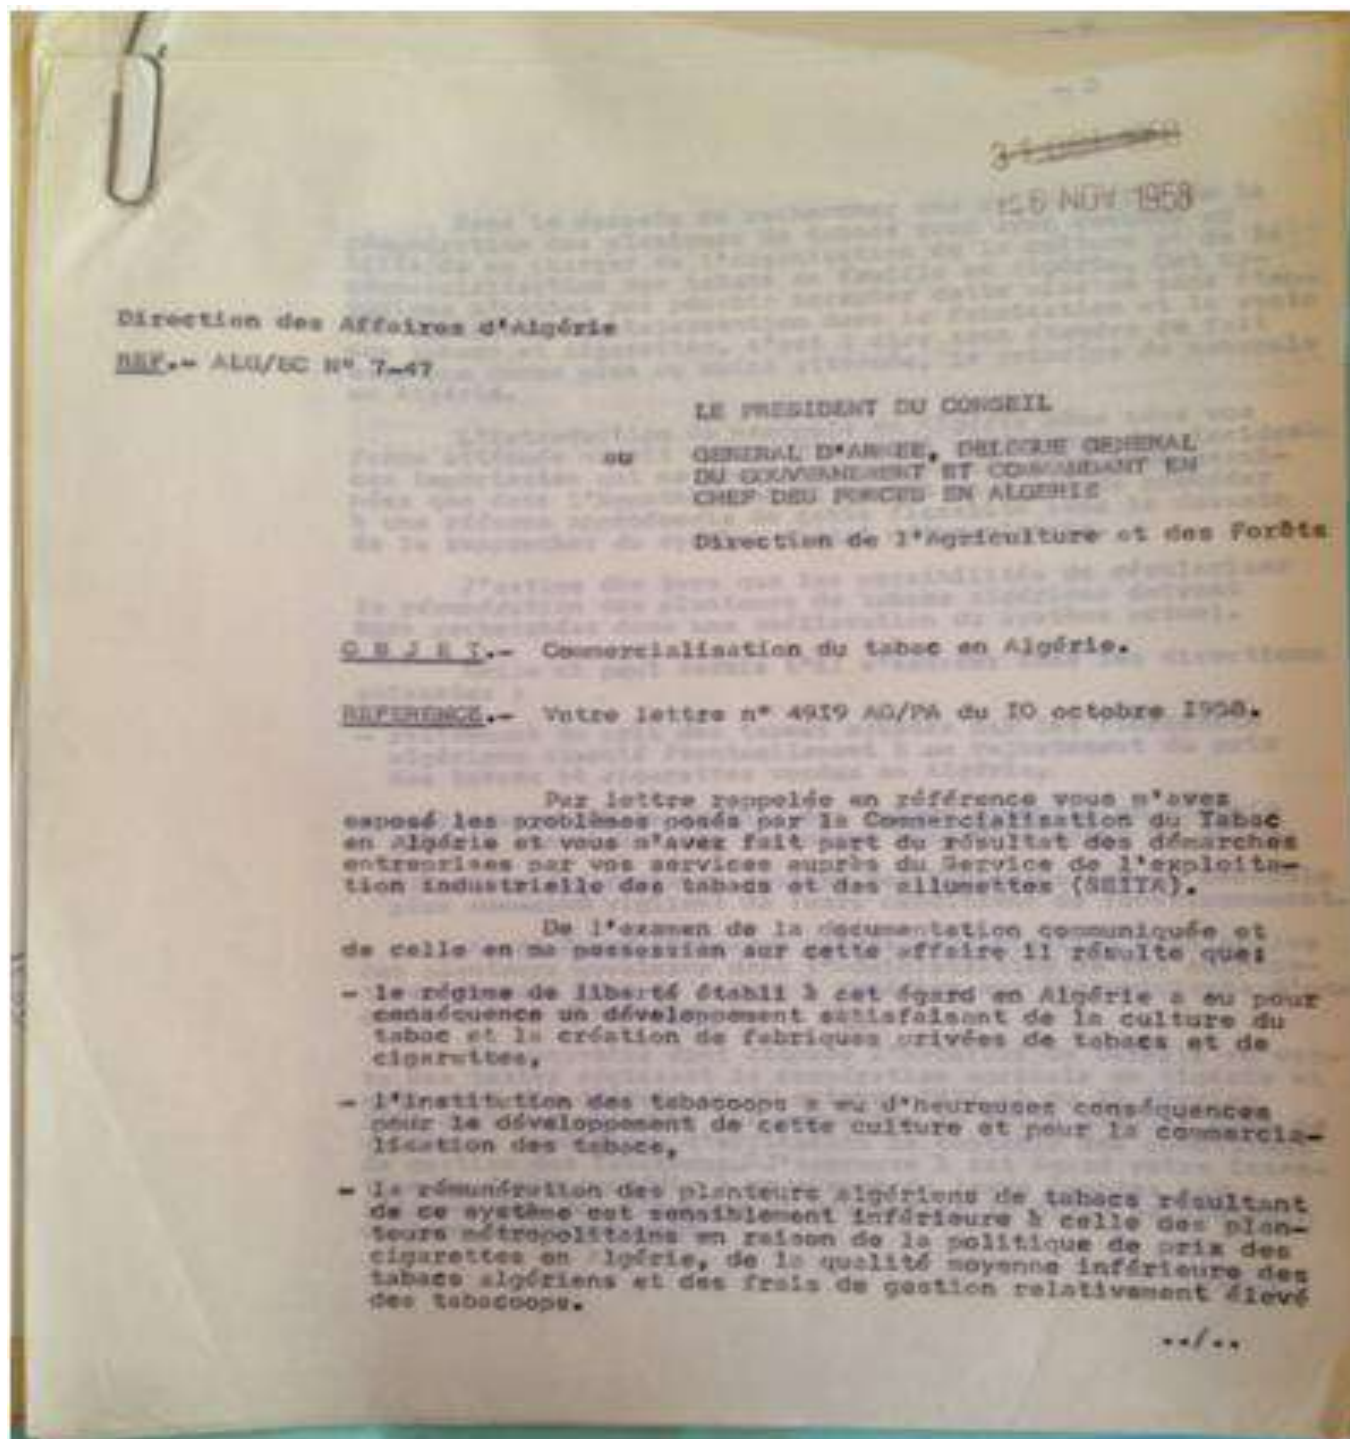 6 NOV 1958
Direction des Affaires d'Algérie
REF.- ALG/EC N° 7-47
LE PRESIDENT DU CONSEIL
au GENERAL D'ARMEE, DELEGUE GENERAL
DU GOUVERNEMENT ET COMMANDANT EN
CHEF DES FORCES EN ALGERIE
Direction de l'Agriculture et des Forêts
O B J E T.- Commercialisation du tabac en Algérie.
REFERENCE.- Votre lettre n° 4939 AG/PA du 10 octobre 1958.
Par lettre rappelée en référence vous m'avez
exposé les problèmes posés par la Commercialisation du Tabac
en Algérie et vous m'avez fait part du résultat des démarches
entreprises par vos services auprès du Service de l'exploita-
tion industrielle des tabacs et des allumettes (SEITA).
De l'examen de la documentation communiquée et
de celle en ma possession sur cette affaire il résulte que:
- le régime de liberté établi à cet égard en Algérie a eu pour
conséquence un développement satisfaisant de la culture du
tabac et la création de fabriques privées de tabacs et de
cigarettes,
- l'institution des tabacoops a eu d'heureuses conséquences
pour le développement de cette culture et pour la commercia-
lisation des tabacs,
- la rémunération des planteurs algériens de tabacs résultant
de ce système est sensiblement inférieure à celle des plan-
teurs métropolitains en raison de la politique de prix des
cigarettes en Algérie, de la qualité moyenne inférieure des
tabacs algériens et des frais de gestion relativement élevé
des tabacoops.
../..